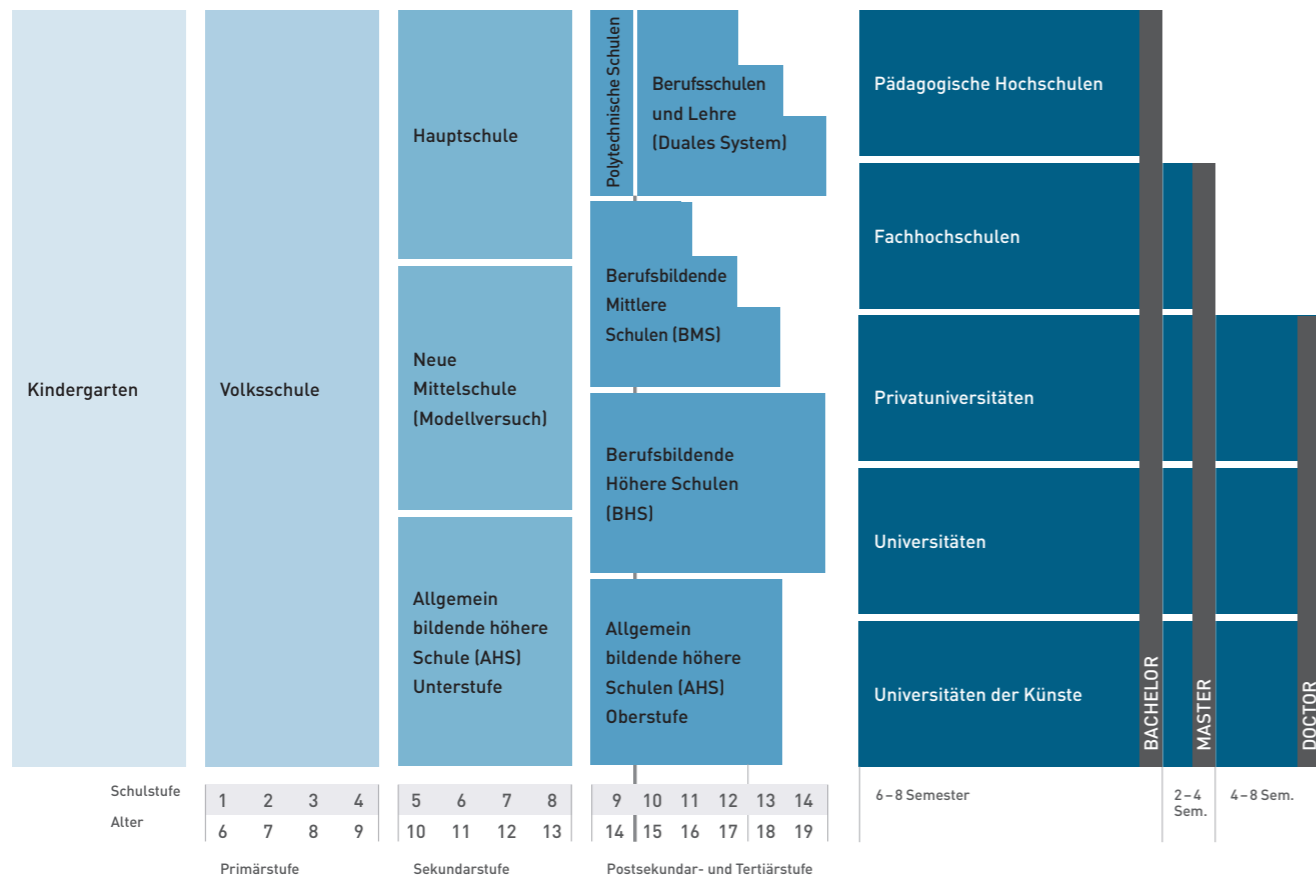 Kindergarten
Volksschule
Hauptschule
Neue
Mittelschule
(Modellversuch)
Allgemein
bildende höhere
Schule (AHS)
Unterstufe
Polytechnische Schulen
Berufsschulen
und Lehre
(Duales System)
Berufsbildende
Mittlere
Schulen (BMS)
Berufsbildende
Höhere Schulen
(BHS)
Allgemein
bildende höhere
Schulen (AHS)
Oberstufe
Pädagogische Hochschulen
Fachhochschulen
Privatuniversitäten
Universitäten
Universitäten der Künste
BACHELOR
MASTER
DOCTOR
Schulstufe 1 2 3 4 5 6 7 8 9 10 11 12 13 14
Alter 6 7 8 9 10 11 12 13 14 15 16 17 18 19
6–8 Semester
2–4
Sem.
4–8 Sem.
Primärstufe
Sekundarstufe
Postsekundar- und Tertiärstufe